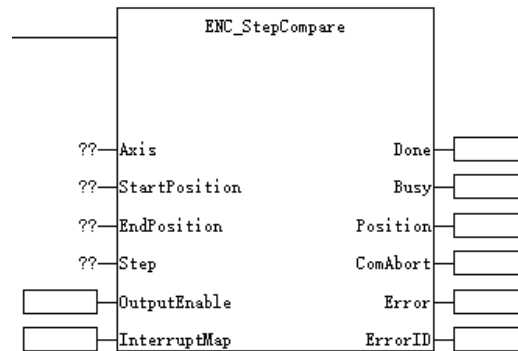 ENC_StepCompare
??Axis Done
??StartPosition Busy
??EndPosition Position
??Step ComAbort
OutputEnable Error
InterruptMap ErrorID